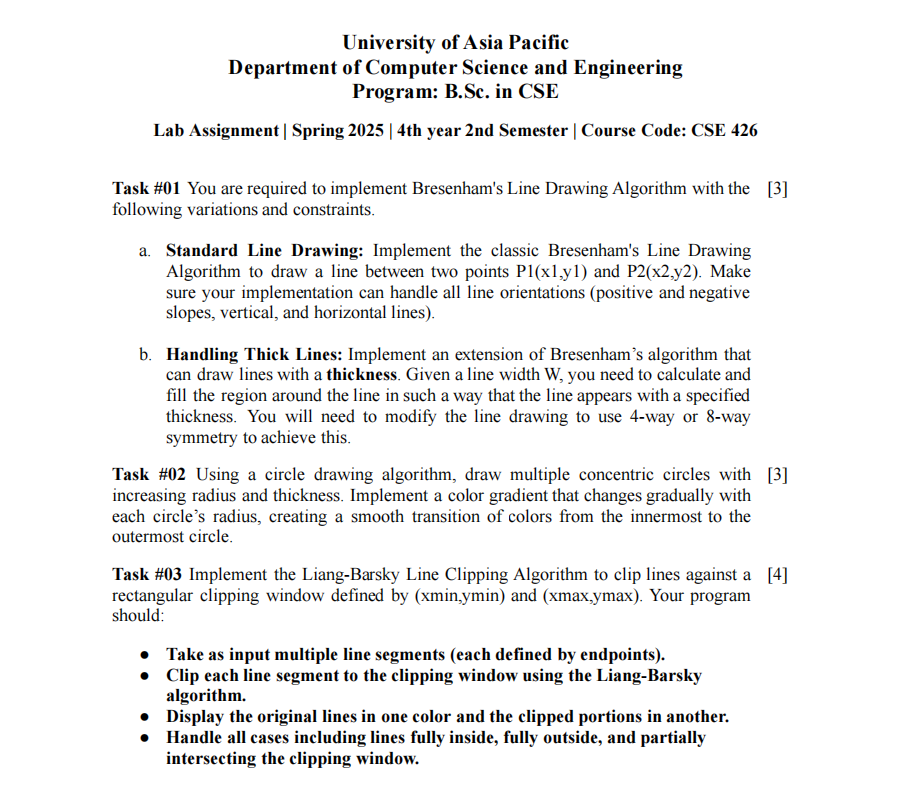 University of Asia Pacific
Department of Computer Science and Engineering
Program: B.Sc. in CSE
Lab Assignment | Spring 2025 | 4th year 2nd Semester | Course Code: CSE 426
Task #01 You are required to implement Bresenham's Line Drawing Algorithm with the [3]
following variations and constraints.
a. Standard Line Drawing: Implement the classic Bresenham's Line Drawing
Algorithm to draw a line between two points P1(x1,y1) and P2(x2,y2). Make
sure your implementation can handle all line orientations (positive and negative
slopes, vertical, and horizontal lines).
b. Handling Thick Lines: Implement an extension of Bresenham’s algorithm that
can draw lines with a thickness. Given a line width W, you need to calculate and
fill the region around the line in such a way that the line appears with a specified
thickness. You will need to modify the line drawing to use 4-way or 8-way
symmetry to achieve this.
Task #02 Using a circle drawing algorithm, draw multiple concentric circles with [3]
increasing radius and thickness. Implement a color gradient that changes gradually with
each circle’s radius, creating a smooth transition of colors from the innermost to the
outermost circle.
Task #03 Implement the Liang-Barsky Line Clipping Algorithm to clip lines against a [4]
rectangular clipping window defined by (xmin,ymin) and (xmax,ymax). Your program
should:
● Take as input multiple line segments (each defined by endpoints).
● Clip each line segment to the clipping window using the Liang-Barsky
algorithm.
● Display the original lines in one color and the clipped portions in another.
● Handle all cases including lines fully inside, fully outside, and partially
intersecting the clipping window.